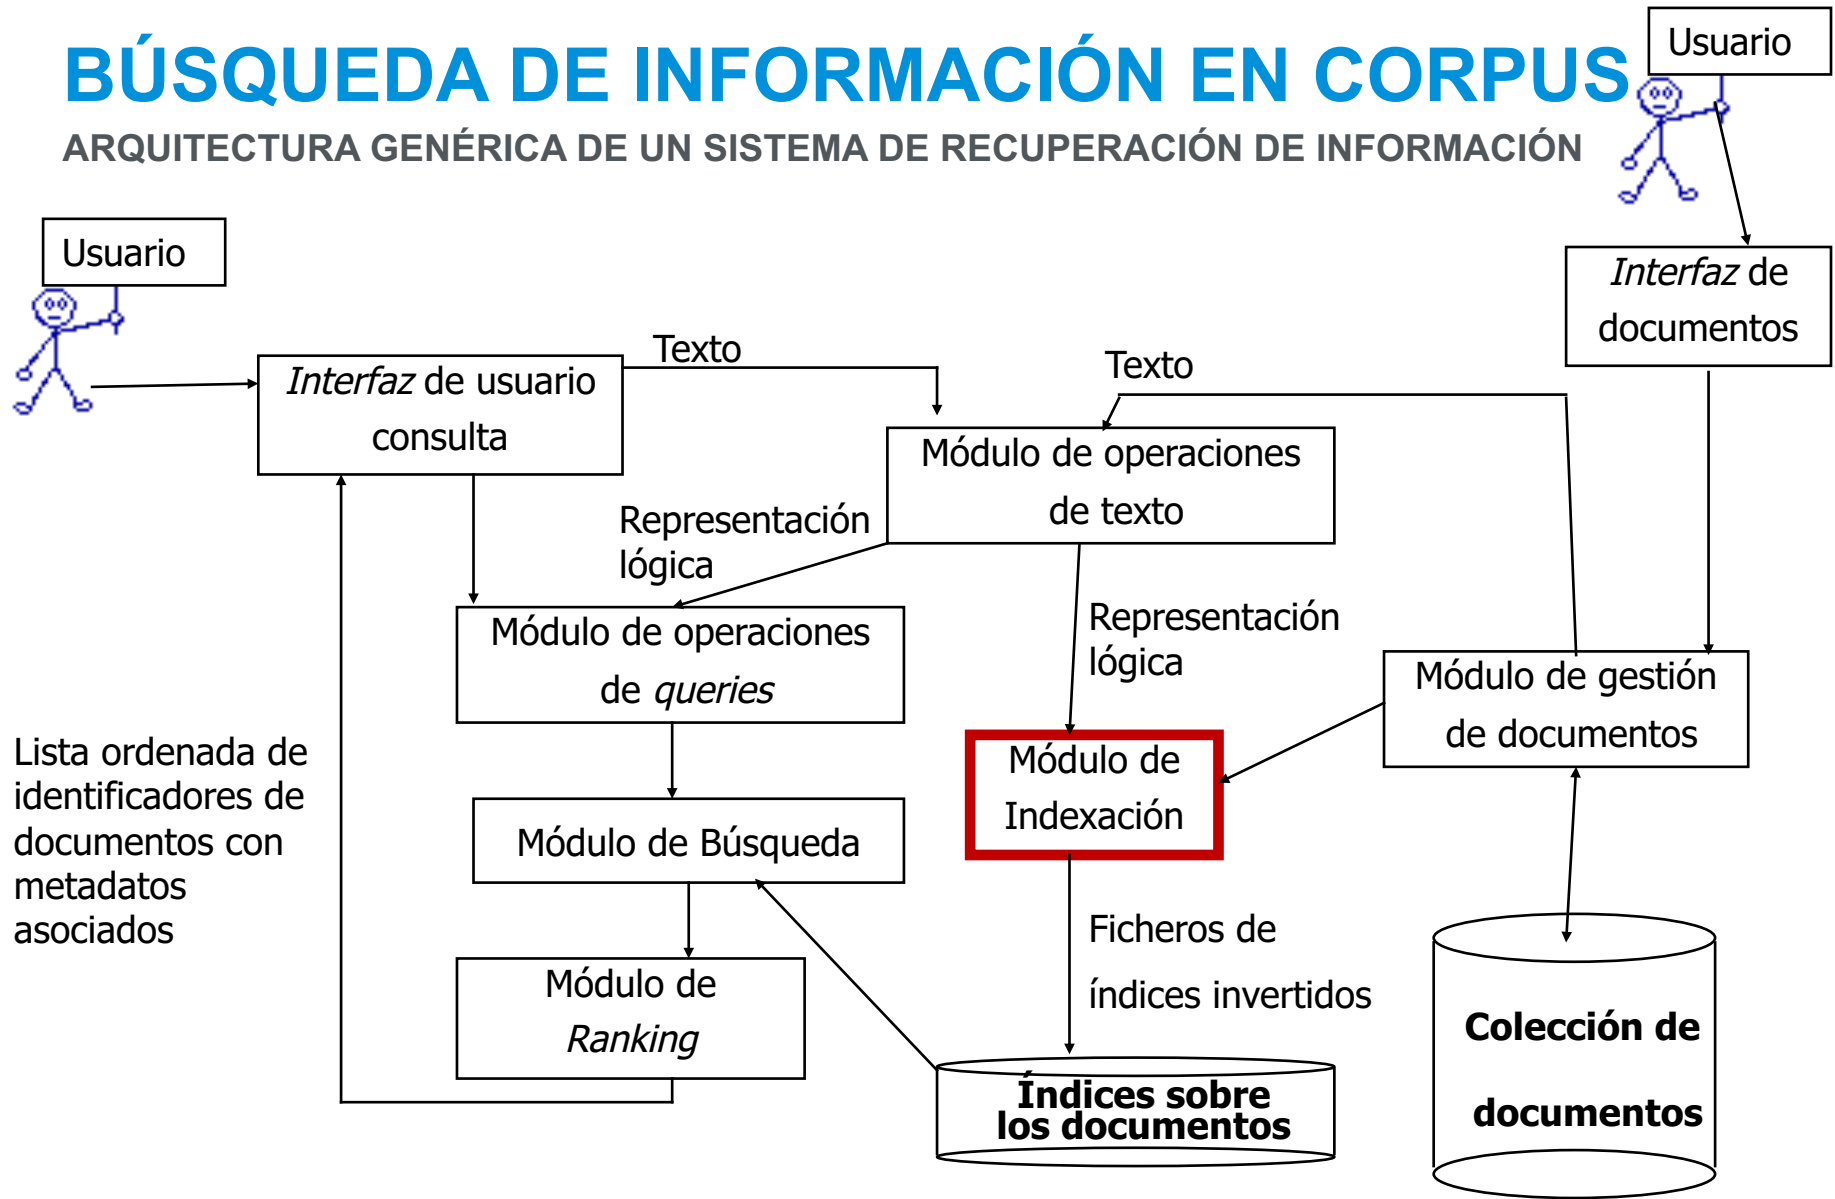 BÚSQUEDA DE INFORMACIÓN EN CORPUS
ARQUITECTURA GENÉRICA DE UN SISTEMA DE RECUPERACIÓN DE INFORMACIÓN
Usuario
Usuario
Interfaz de
documentos
Interfaz de usuario
consulta
Texto
Texto
Módulo de operaciones
de texto
Representación
lógica
Representación
lógica
Módulo de operaciones
de queries
Módulo de gestión
de documentos
Lista ordenada de
identificadores de
documentos con
metadatos
asociados
Módulo de
Indexación
Módulo de Búsqueda
Ficheros de
índices invertidos
Módulo de
Ranking
Índices sobre
los documentos
Colección de
documentos